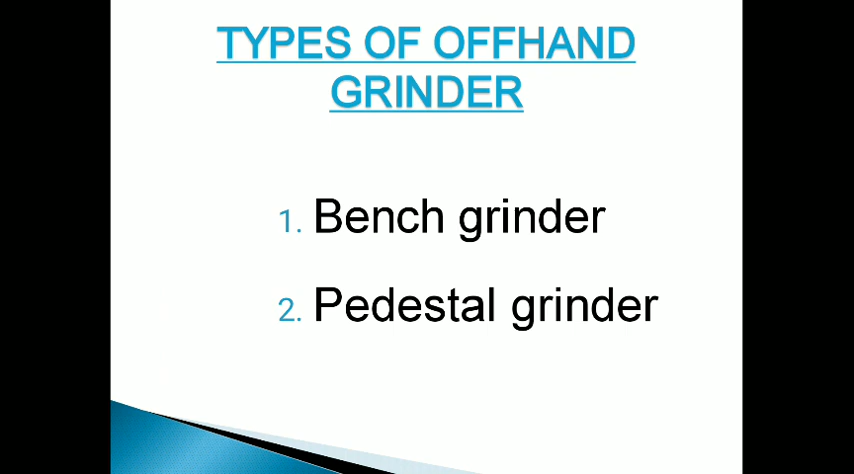 TYPES OF OFFHAND
GRINDER
1. Bench grinder
2. Pedestal grinder